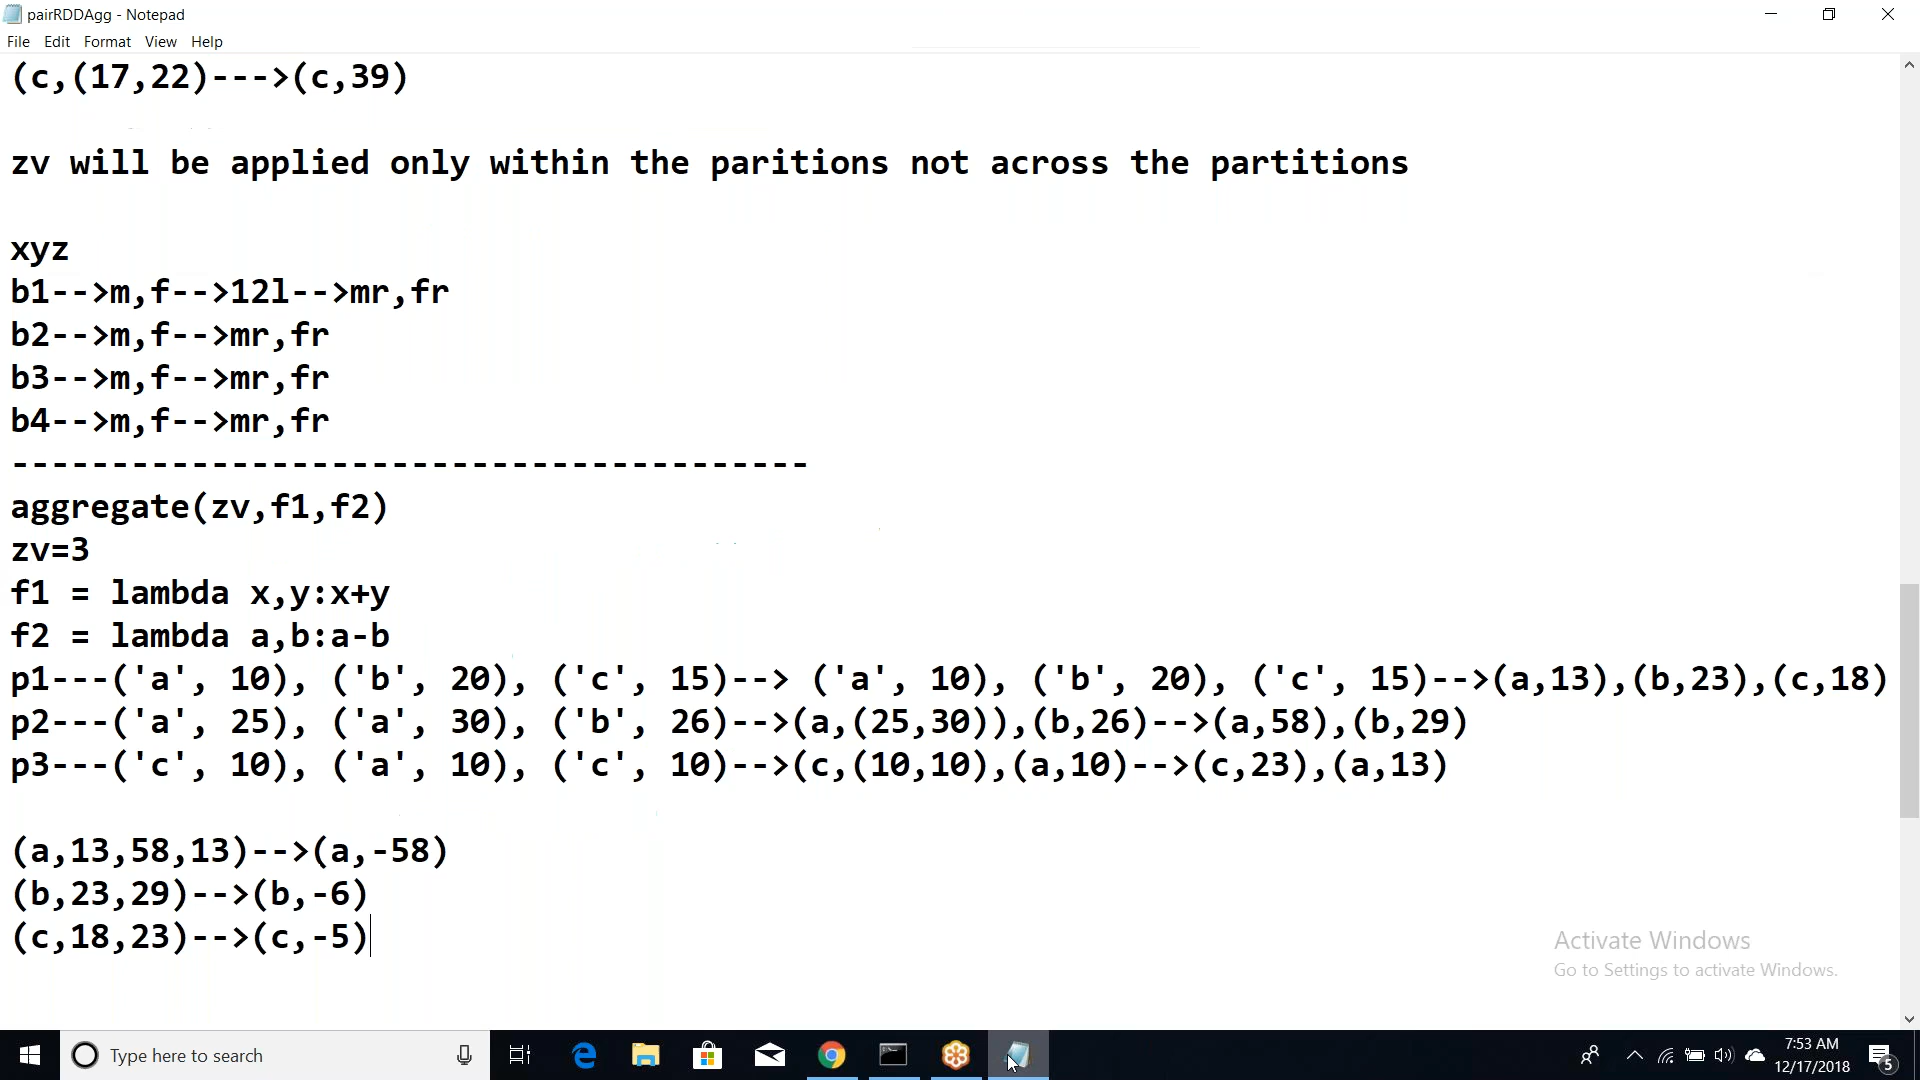 pairRDDAgg - Notepad
File Edit Format View Help
(c,(17,22)--->(c,39)
zv will be applied only within the paritions not across the partitions
xyz
b1-->m,f-->12l-->mr,fr
b2-->m,f-->mr,fr
b3-->m,f-->mr,fr
b4-->m,f-->mr,fr
----------------------------------------
aggregate(zv,f1,f2)
zv=3
f1 = lambda x,y:x+y
f2 = lambda a,b:a-b
p1---('a', 10), ('b', 20), ('c', 15)--> ('a', 10), ('b', 20), ('c', 15)-->(a,13),(b,23),(c,18)
p2---('a', 25), ('a', 30), ('b', 26)-->(a,(25,30)),(b,26)-->(a,58),(b,29)
p3---('c', 10), ('a', 10), ('c', 10)-->(c,(10,10),(a,10)-->(c,23),(a,13)
(a,13,58,13)-->(a,-58)
(b,23,29)-->(b,-6)
(c,18,23)-->(c,-5)
Activate Windows
Go to Settings to activate Windows.
Type here to search
7:53 AM
12/17/2018
5